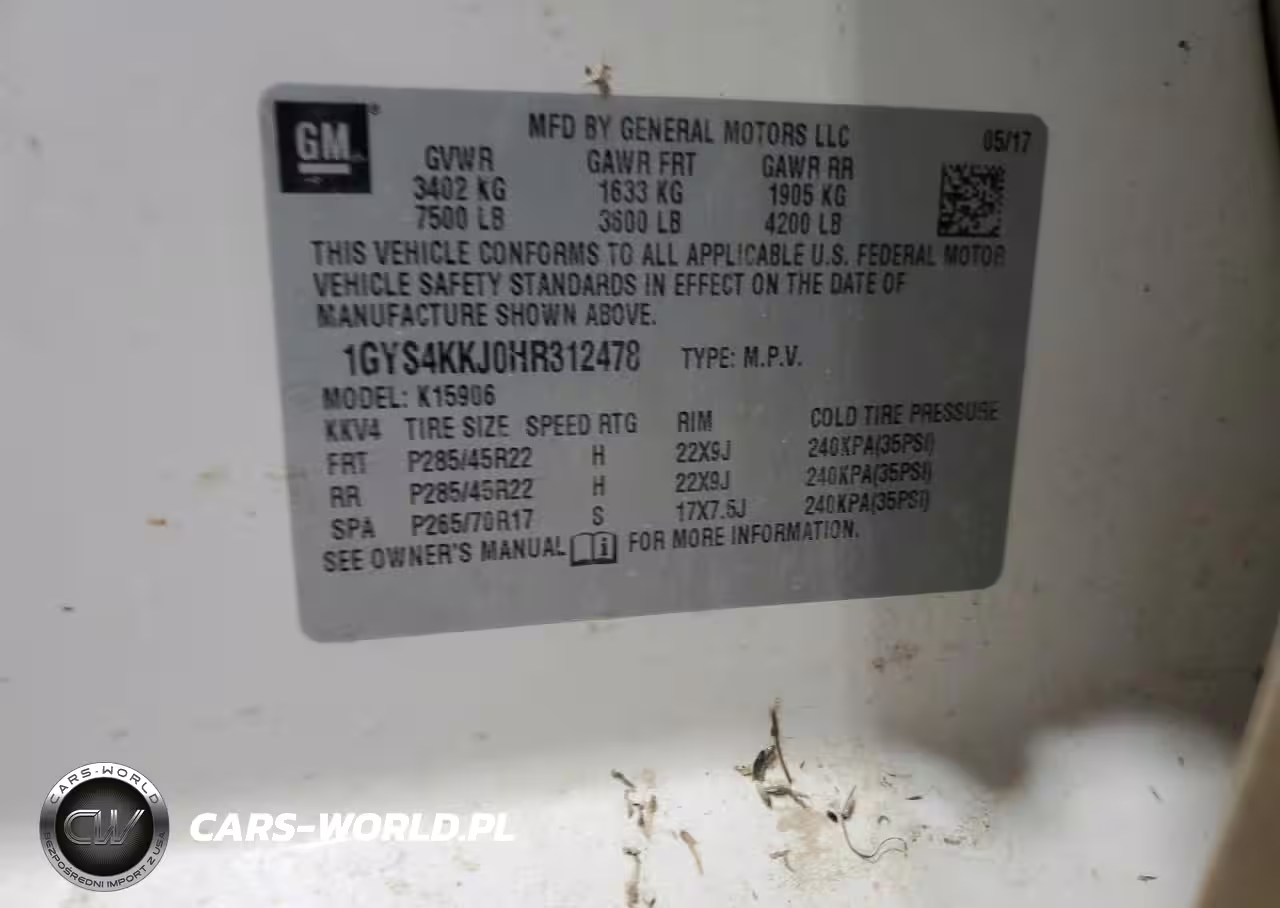 GM
®
MFD BY GENERAL MOTORS LLC 05/17
GVWR GAWR FRT GAWR RR
3402 KG 1633 KG 1905 KG
7500 LB 3600 LB 4200 LB
THIS VEHICLE CONFORMS TO ALL APPLICABLE U.S. FEDERAL MOTOR
VEHICLE SAFETY STANDARDS IN EFFECT ON THE DATE OF
MANUFACTURE SHOWN ABOVE.
1GYS4KKJ0HR312478 TYPE: M.P.V.
MODEL: K15906
KKV4 TIRE SIZE SPEED RTG RIM COLD TIRE PRESSURE
FRT P285/45R22 H 22X9J 240KPA(35PSI)
RR P285/45R22 H 22X9J 240KPA(35PSI)
SPA P265/70R17 S 17X7.5J 240KPA(35PSI)
SEE OWNER'S MANUAL i FOR MORE INFORMATION.
CARS-WORLD
CW
BEZPOŚREDNI IMPORT Z USA
CARS-WORLD.PL